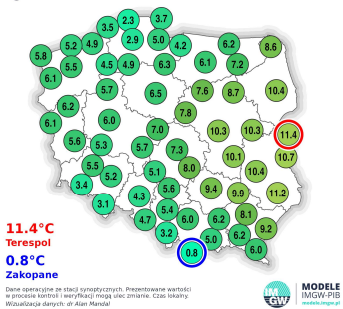 3.5 2.3 3.7
5.8 5.2 4.9 2.9 5.0 4.2 6.2 8.6
6.1 5.5 4.5 4.9 6.3 6.1 7.2
6.2 5.7 6.5 7.6 8.7 10.4
6.1 6.0 7.0 7.8 10.3 10.3 11.4
5.6 5.3 5.7 7.3 10.1 10.7
5.5 5.2 5.1 8.0 10.4
3.4 3.1 4.3 5.6 9.4 9.9 11.2
4.7 5.4 6.0 6.2 8.1 9.2
3.2 0.8 5.0 6.2 6.0
11.4°C
Terespol
0.8°C
Zakopane
Dane operacyjne ze stacji synoptycznych. Prezentowane wartości
w procesie kontroli i weryfikacji mogą ulec zmianie. Czas lokalny.
Wizualizacja danych: dr Alan Mandal
IM
GW
MODELE
IMGW-PIB
modele.imgw.pl